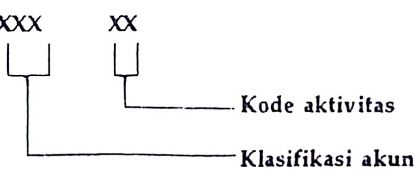 XXX XX
Kode aktivitas
Klasifikasi akun